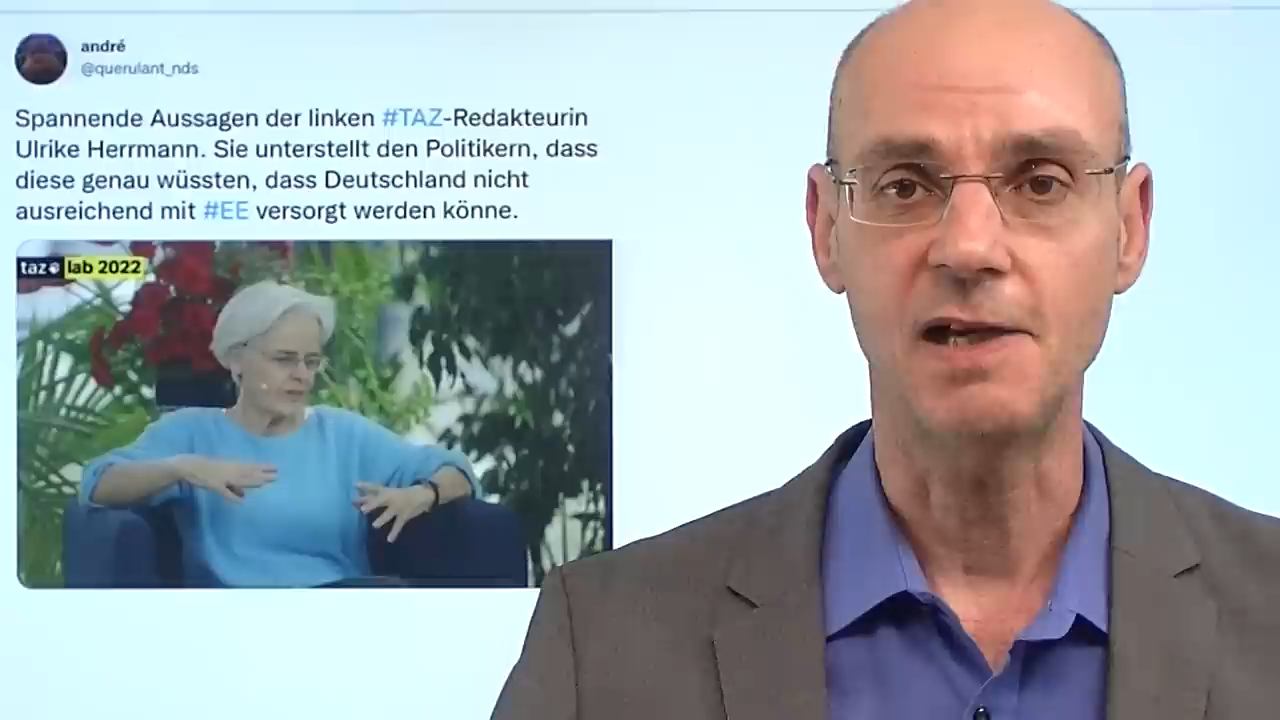 andré
@querulant_nds
Spannende Aussagen der linken #TAZ-Redakteurin
Ulrike Herrmann. Sie unterstellt den Politikern, dass
diese genau wüssten, dass Deutschland nicht
ausreichend mit #EE versorgt werden könne.
taz lab 2022